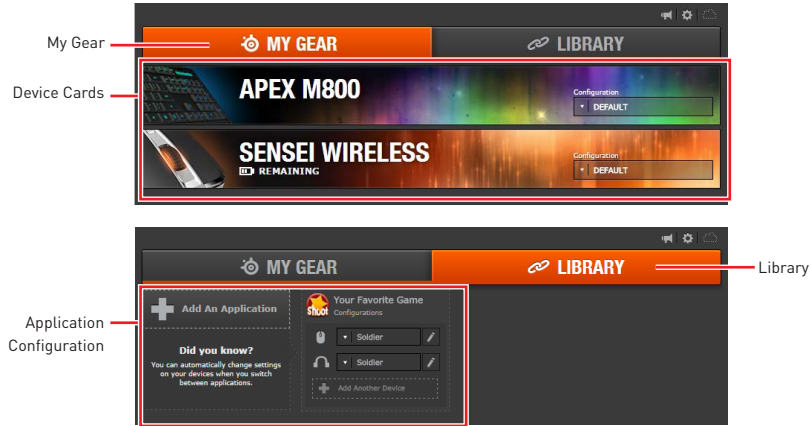 My Gear
MY GEAR
LIBRARY
Device Cards
APEX M800
Configuration
DEFAULT
SENSEI WIRELESS
REMAINING
Configuration
DEFAULT
MY GEAR
LIBRARY
Library
Application
Configuration
Add An Application
Did you know?
You can automatically change settings
on your devices when you switch
between applications.
Shoot
Your Favorite Game
Configurations
Soldier
Soldier
Add Another Device